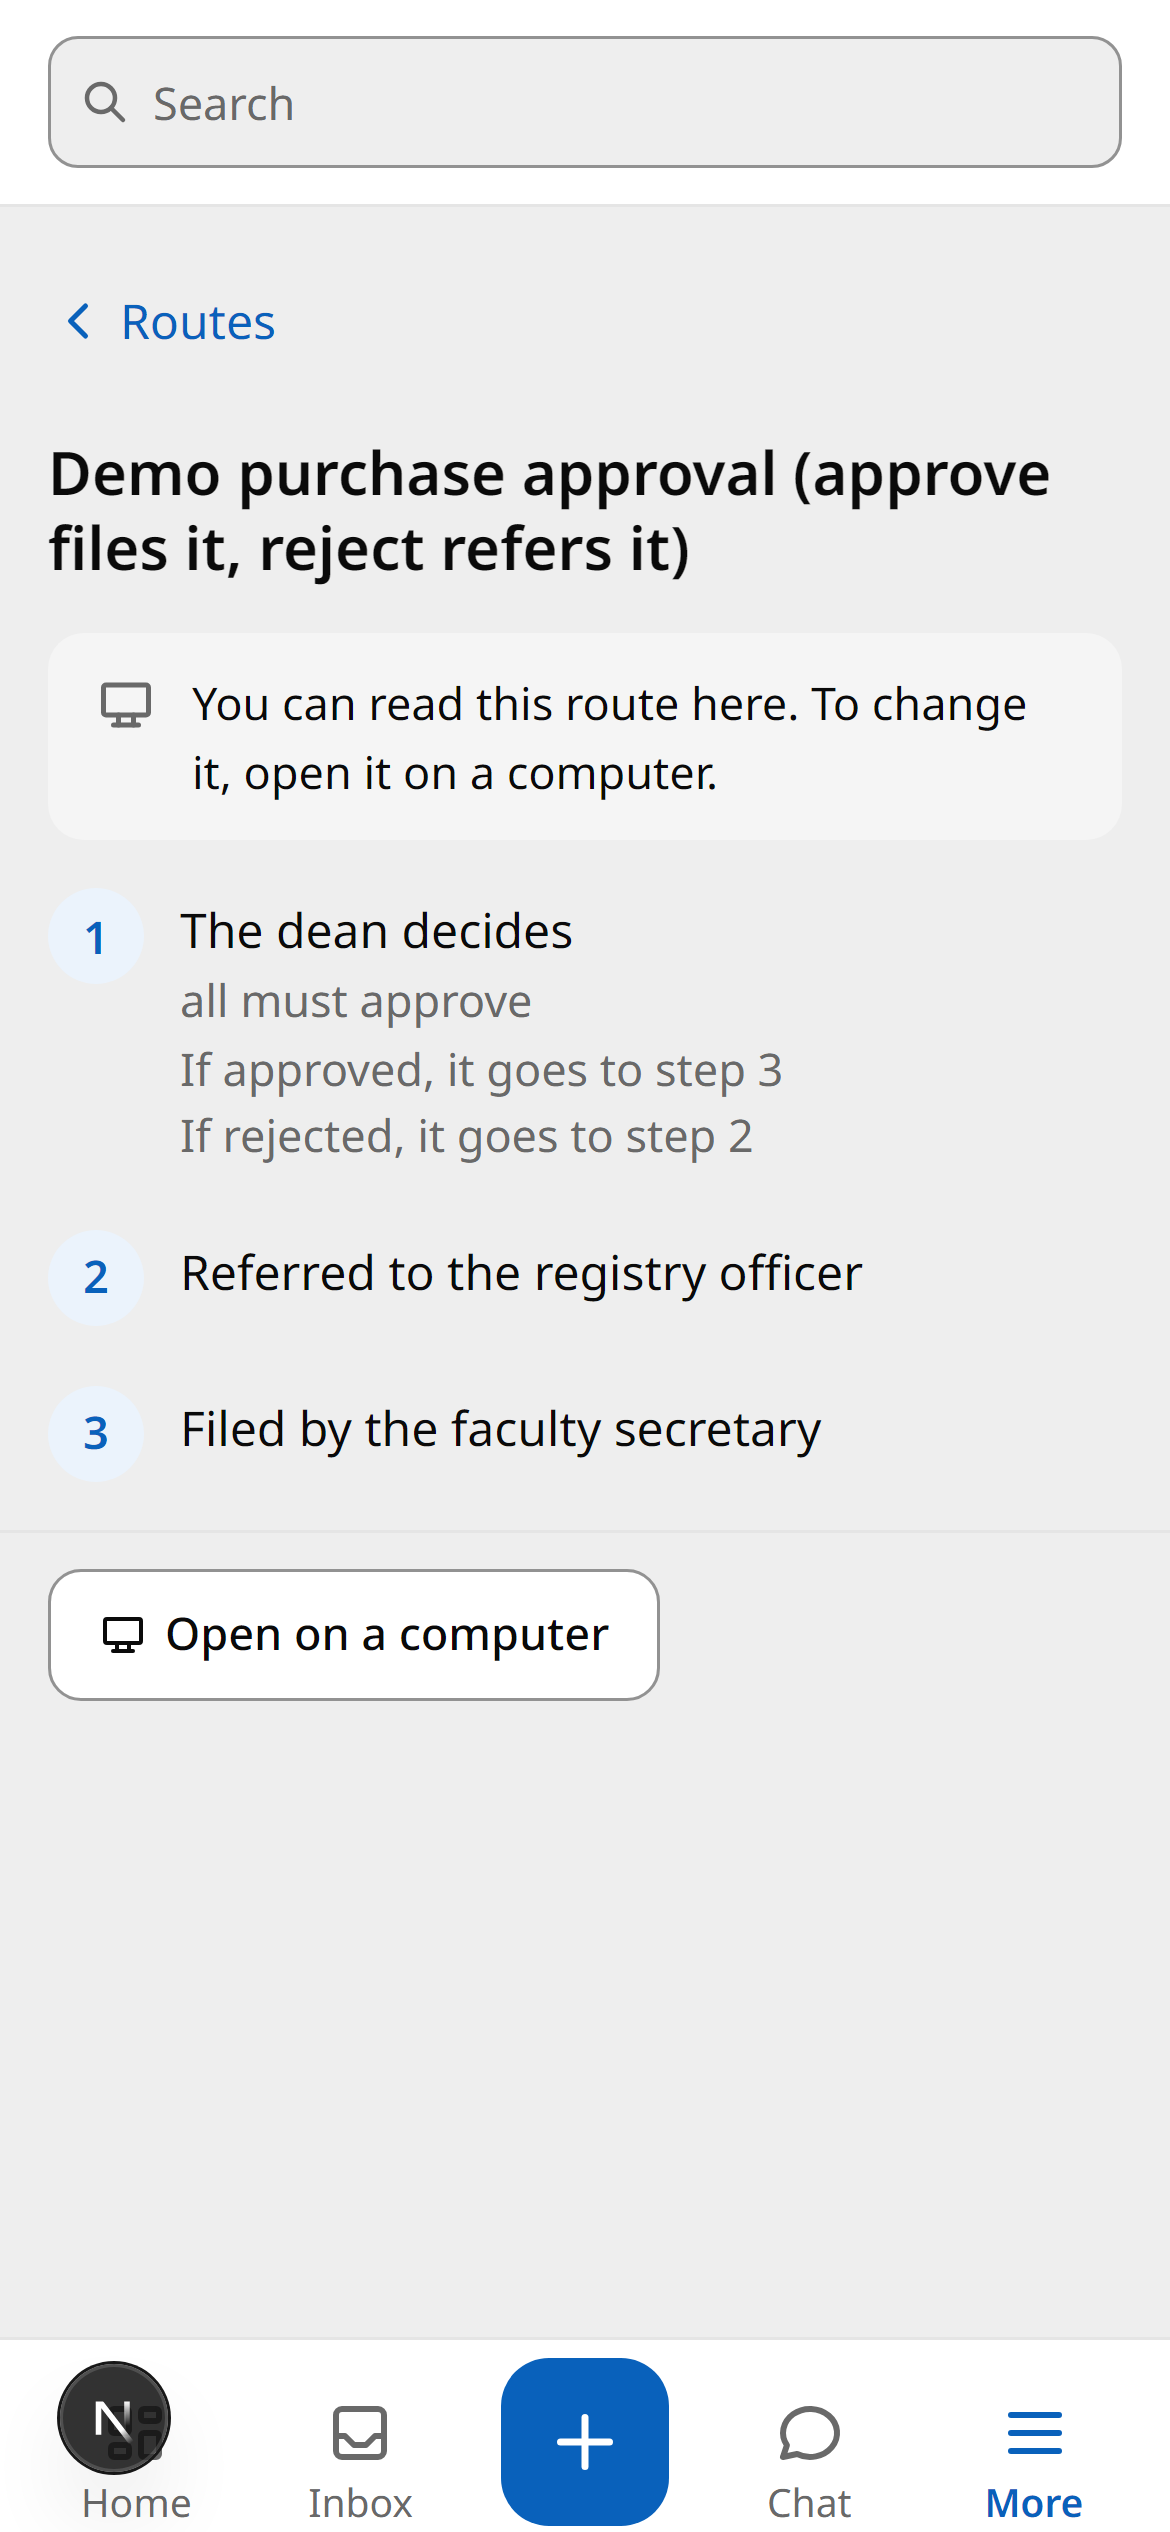 Search
Routes
Demo purchase approval (approve
files it, reject refers it)
You can read this route here. To change
it, open it on a computer.
1
The dean decides
all must approve
If approved, it goes to step 3
If rejected, it goes to step 2
2
Referred to the registry officer
3
Filed by the faculty secretary
Open on a computer
N
Home
Inbox
Chat
More